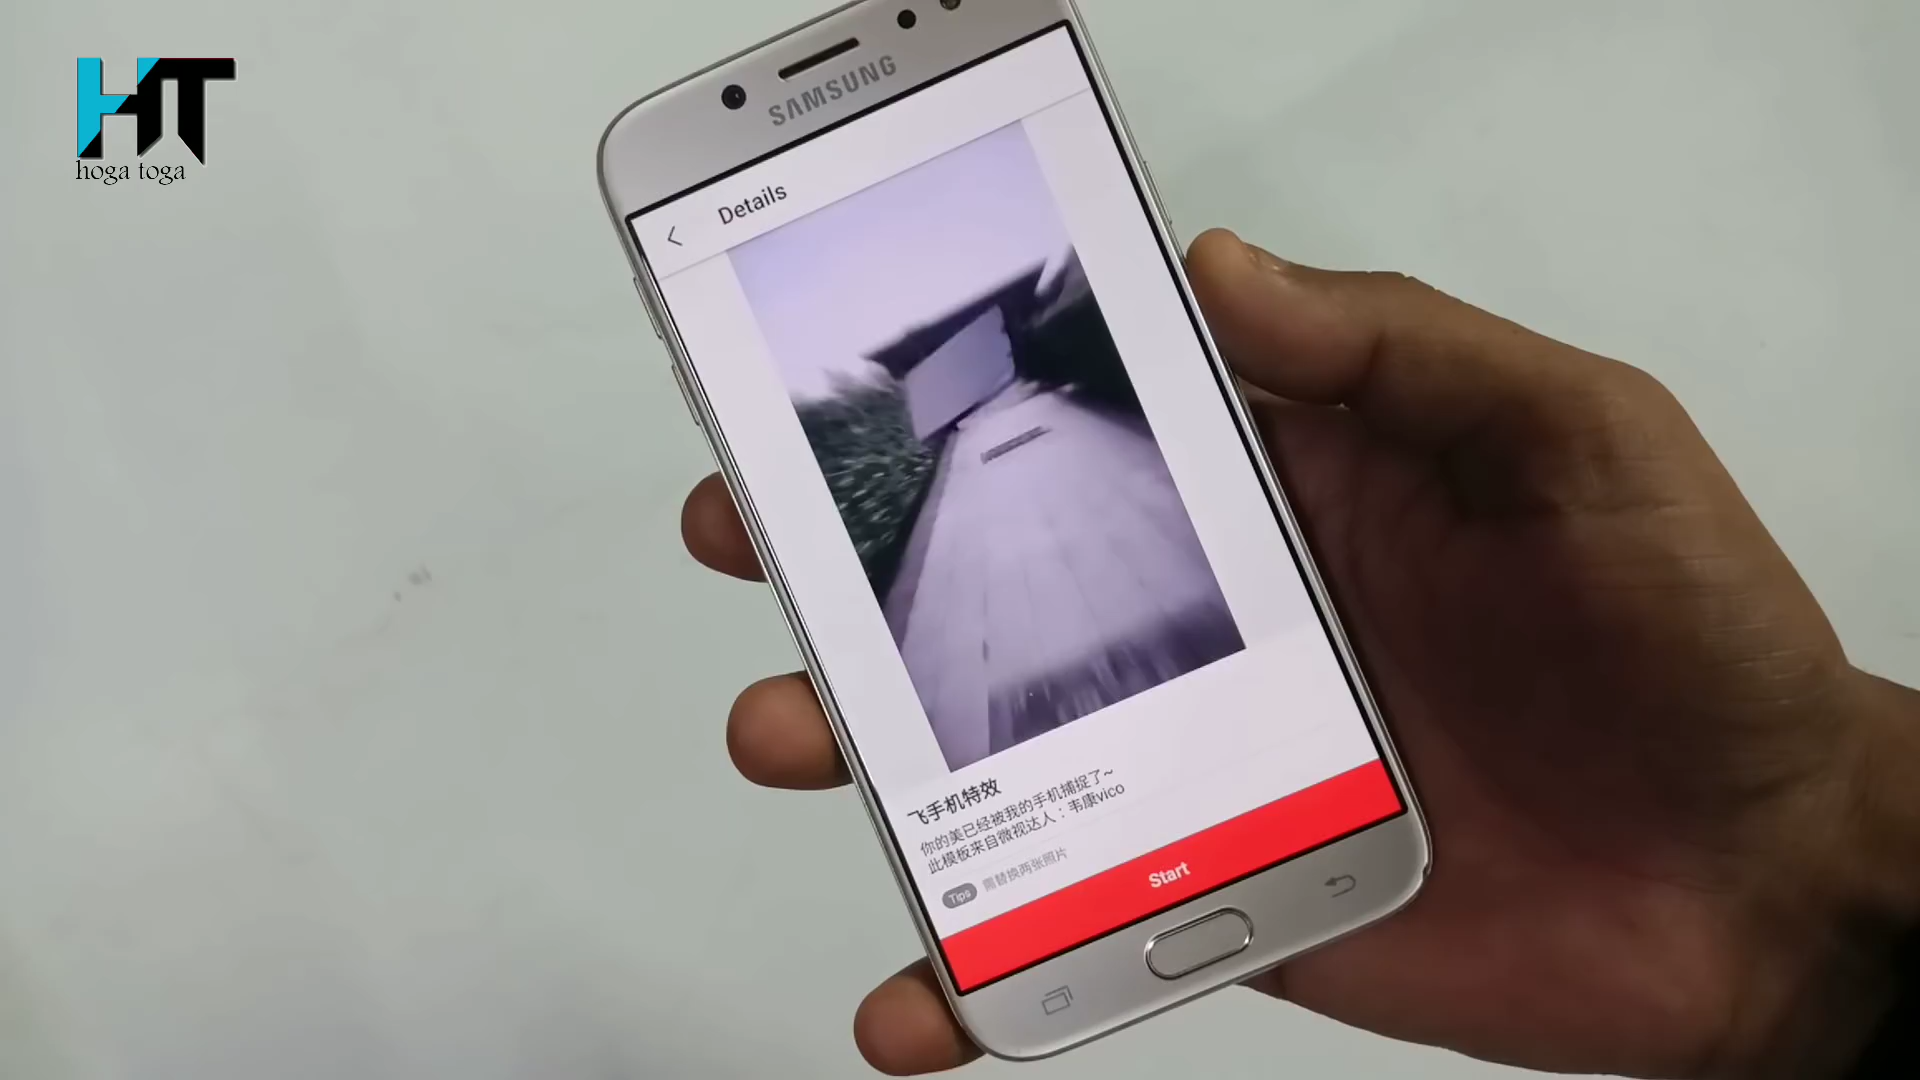 HT
hoga toga
SAMSUNG
Details
飞手机特效
你的美已经被我的手机捕捉了~
此模板来自微视达人：韦康vico
Tips 需替换两张照片
Start